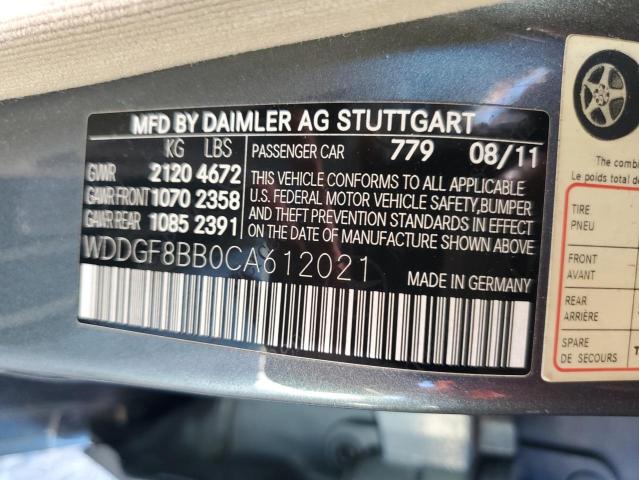 MFD BY DAIMLER AG STUTTGART
KG LBS PASSENGER CAR 779 08/11
GVWR 2120 4672
GAWR FRONT 1070 2358
GAWR REAR 1085 2391
THIS VEHICLE CONFORMS TO ALL APPLICABLE
U.S. FEDERAL MOTOR VEHICLE SAFETY,BUMPER
AND THEFT PREVENTION STANDARDS IN EFFECT
ON THE DATE OF MANUFACTURE SHOWN ABOVE.
WDDGF8BB0CA612021
MADE IN GERMANY
The combin
Le poids total de
TIRE
PNEU
FRONT
AVANT
REAR
ARRIÈRE
SPARE
DE SECOURS